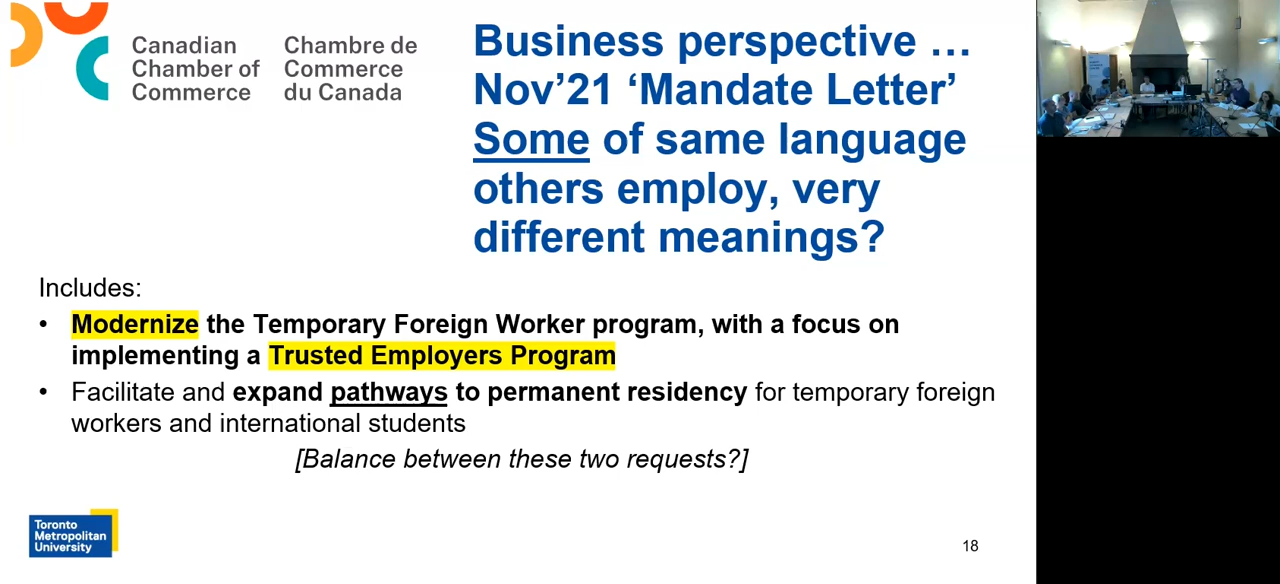 Canadian Chamber of Commerce
Chambre de Commerce du Canada
Business perspective …
Nov’21 ‘Mandate Letter’
Some of same language
others employ, very
different meanings?
Includes:
• Modernize the Temporary Foreign Worker program, with a focus on
implementing a Trusted Employers Program
• Facilitate and expand pathways to permanent residency for temporary foreign
workers and international students
[Balance between these two requests?]
Toronto
Metropolitan
University
18